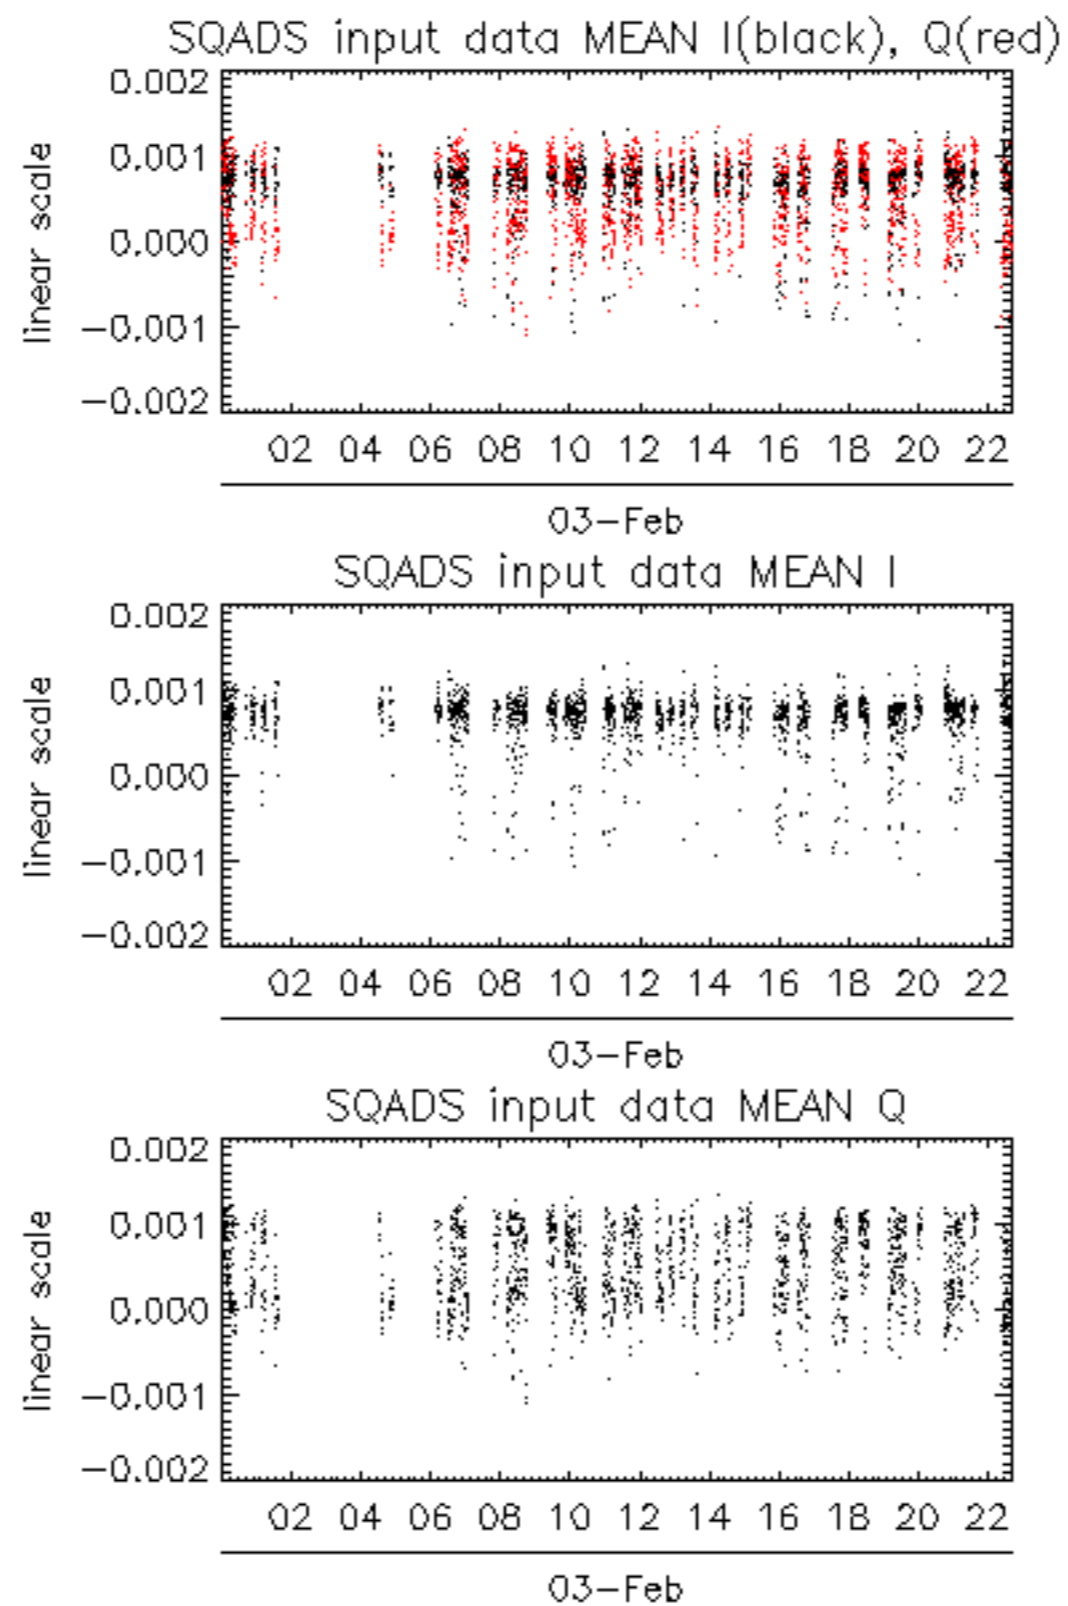 SQADS input data MEAN I(black), Q(red)
0.002
0.001
0.000
−0.001
−0.002
linear scale
02 04 06 08 10 12 14 16 18 20 22
03−Feb
SQADS input data MEAN I
0.002
0.001
0.000
−0.001
−0.002
linear scale
02 04 06 08 10 12 14 16 18 20 22
03−Feb
SQADS input data MEAN Q
0.002
0.001
0.000
−0.001
−0.002
linear scale
02 04 06 08 10 12 14 16 18 20 22
03−Feb